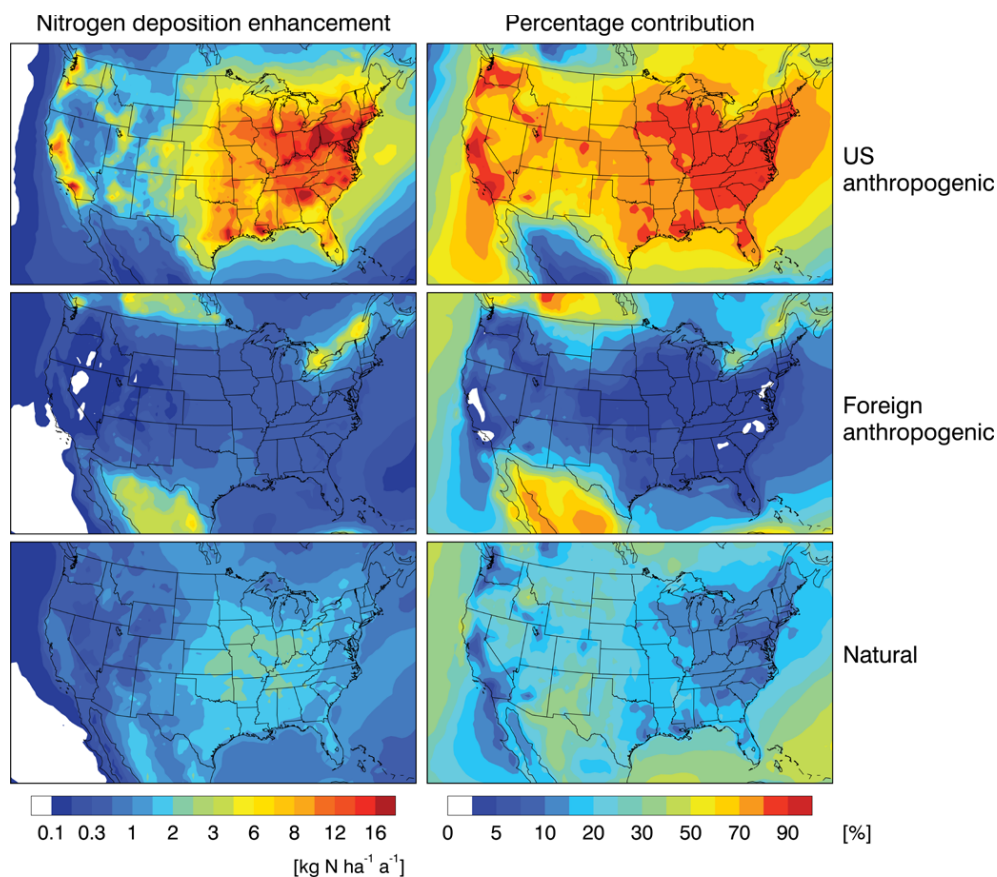 Nitrogen deposition enhancement
Percentage contribution
US
anthropogenic
Foreign
anthropogenic
Natural
0.1 0.3 1 2 3 6 8 12 16
[kg N ha⁻¹ a⁻¹]
0 5 10 20 30 50 70 90 [%]